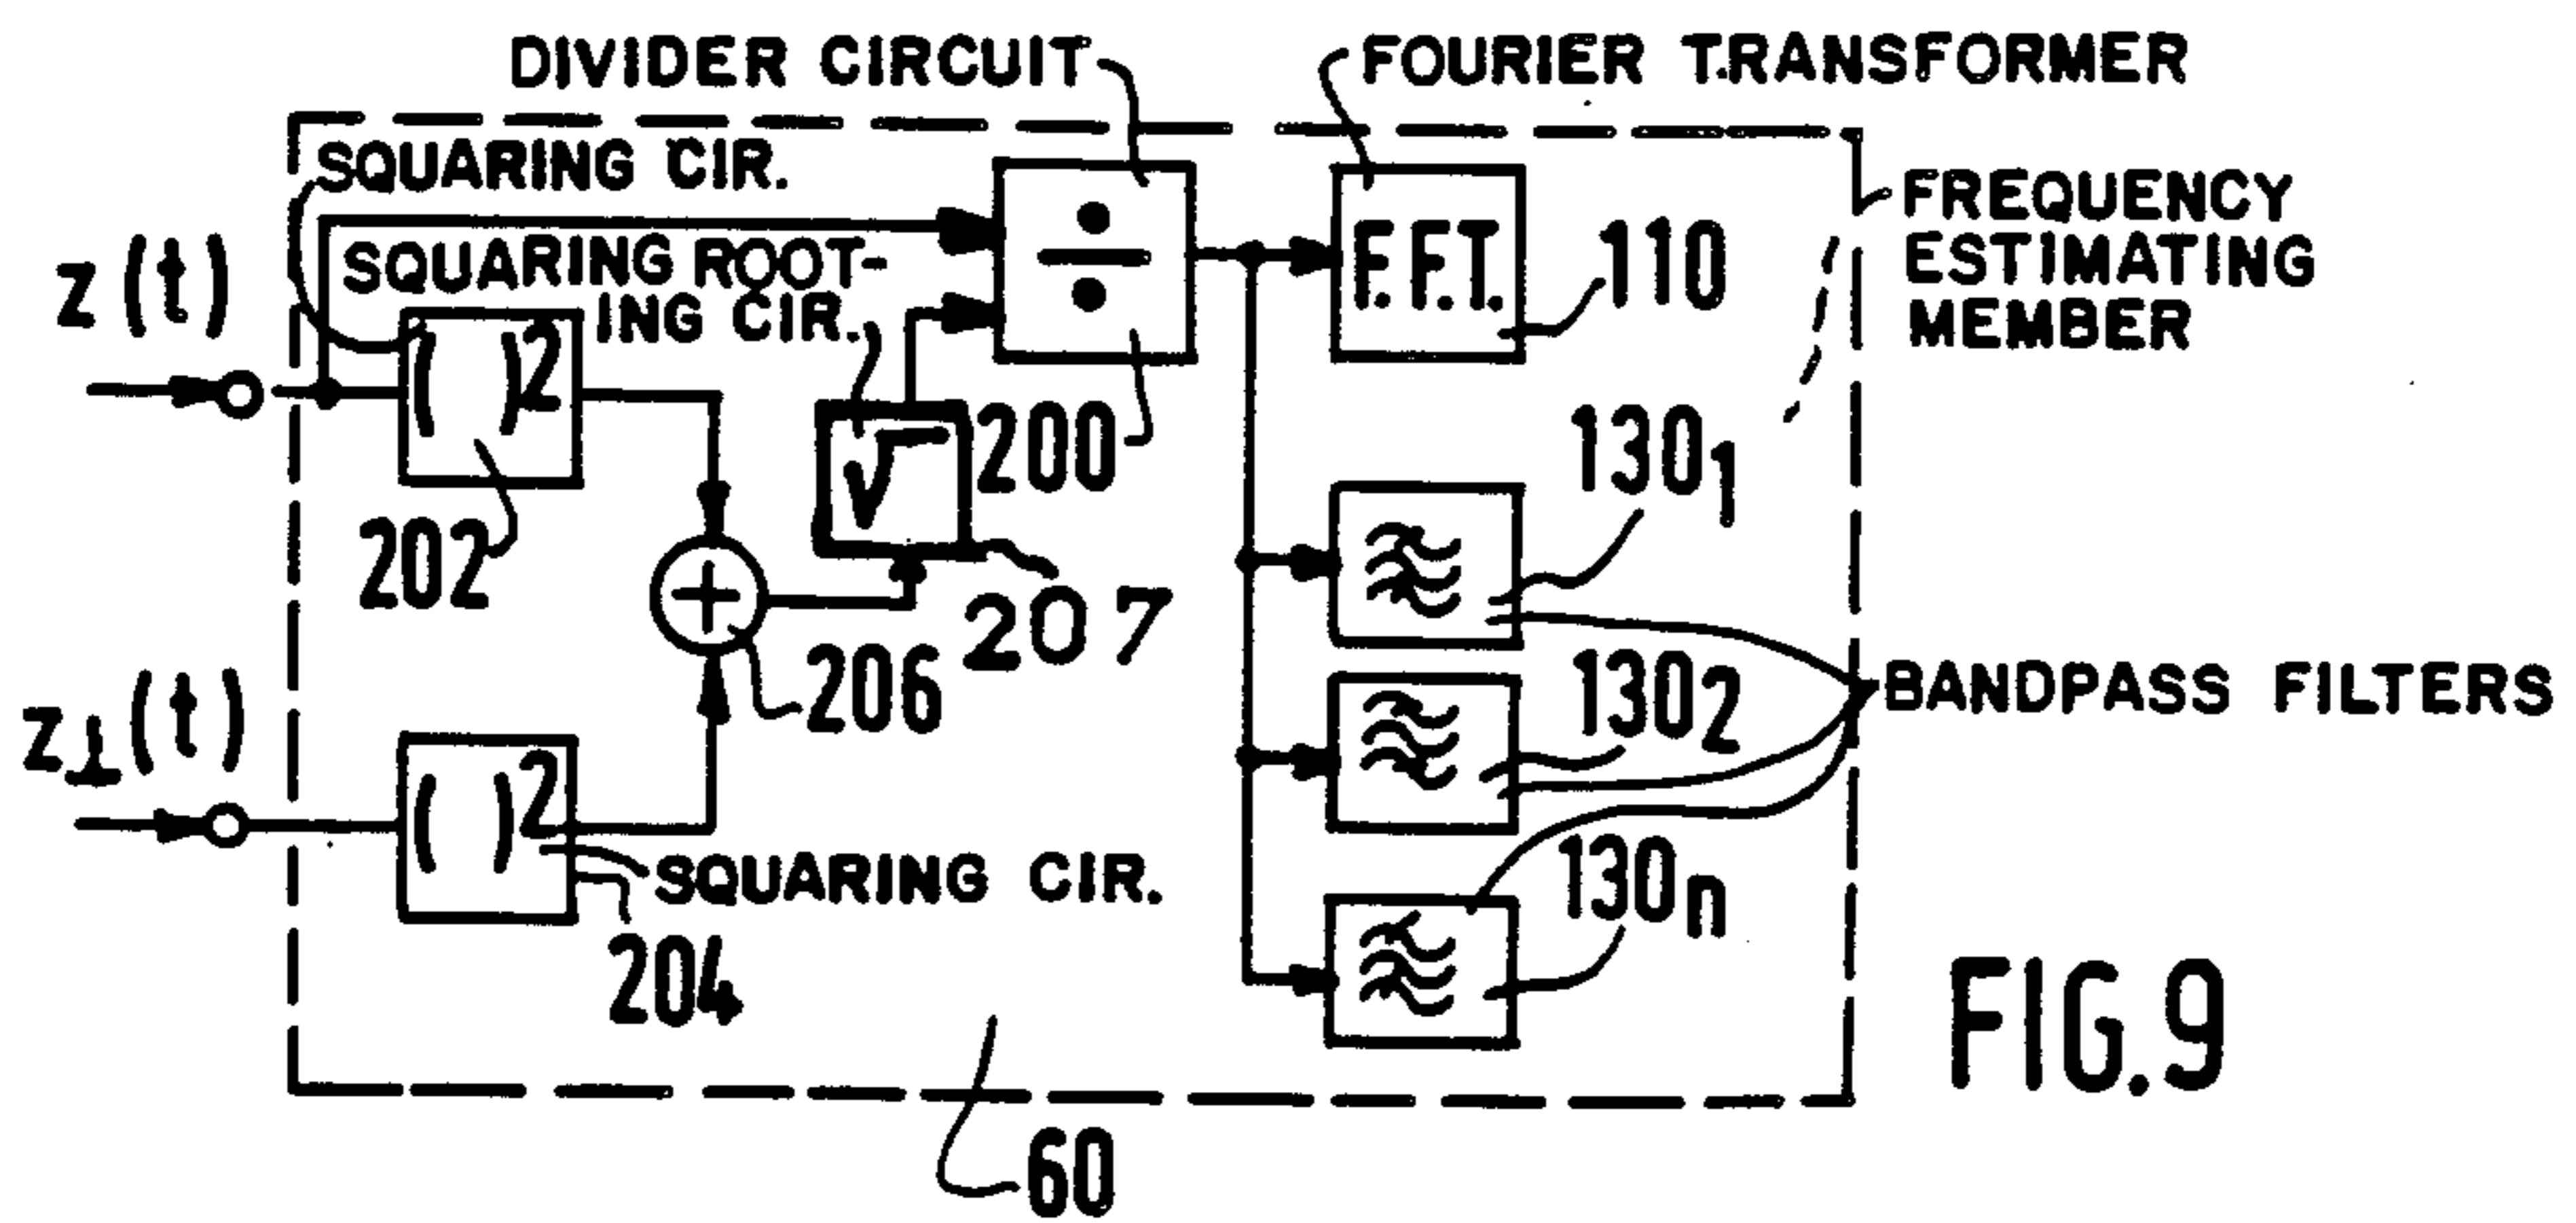 DIVIDER CIRCUIT
FOURIER TRANSFORMER
SQUARING CIR.
FREQUENCY
ESTIMATING
MEMBER
z(t)
SQUARING ROOT-
ING CIR.
÷
F.F.T.
110
( )2
√
200
1301
202
+
206
207
1302
BANDPASS FILTERS
z⊥(t)
( )2
SQUARING CIR.
204
130n
60
FIG.9